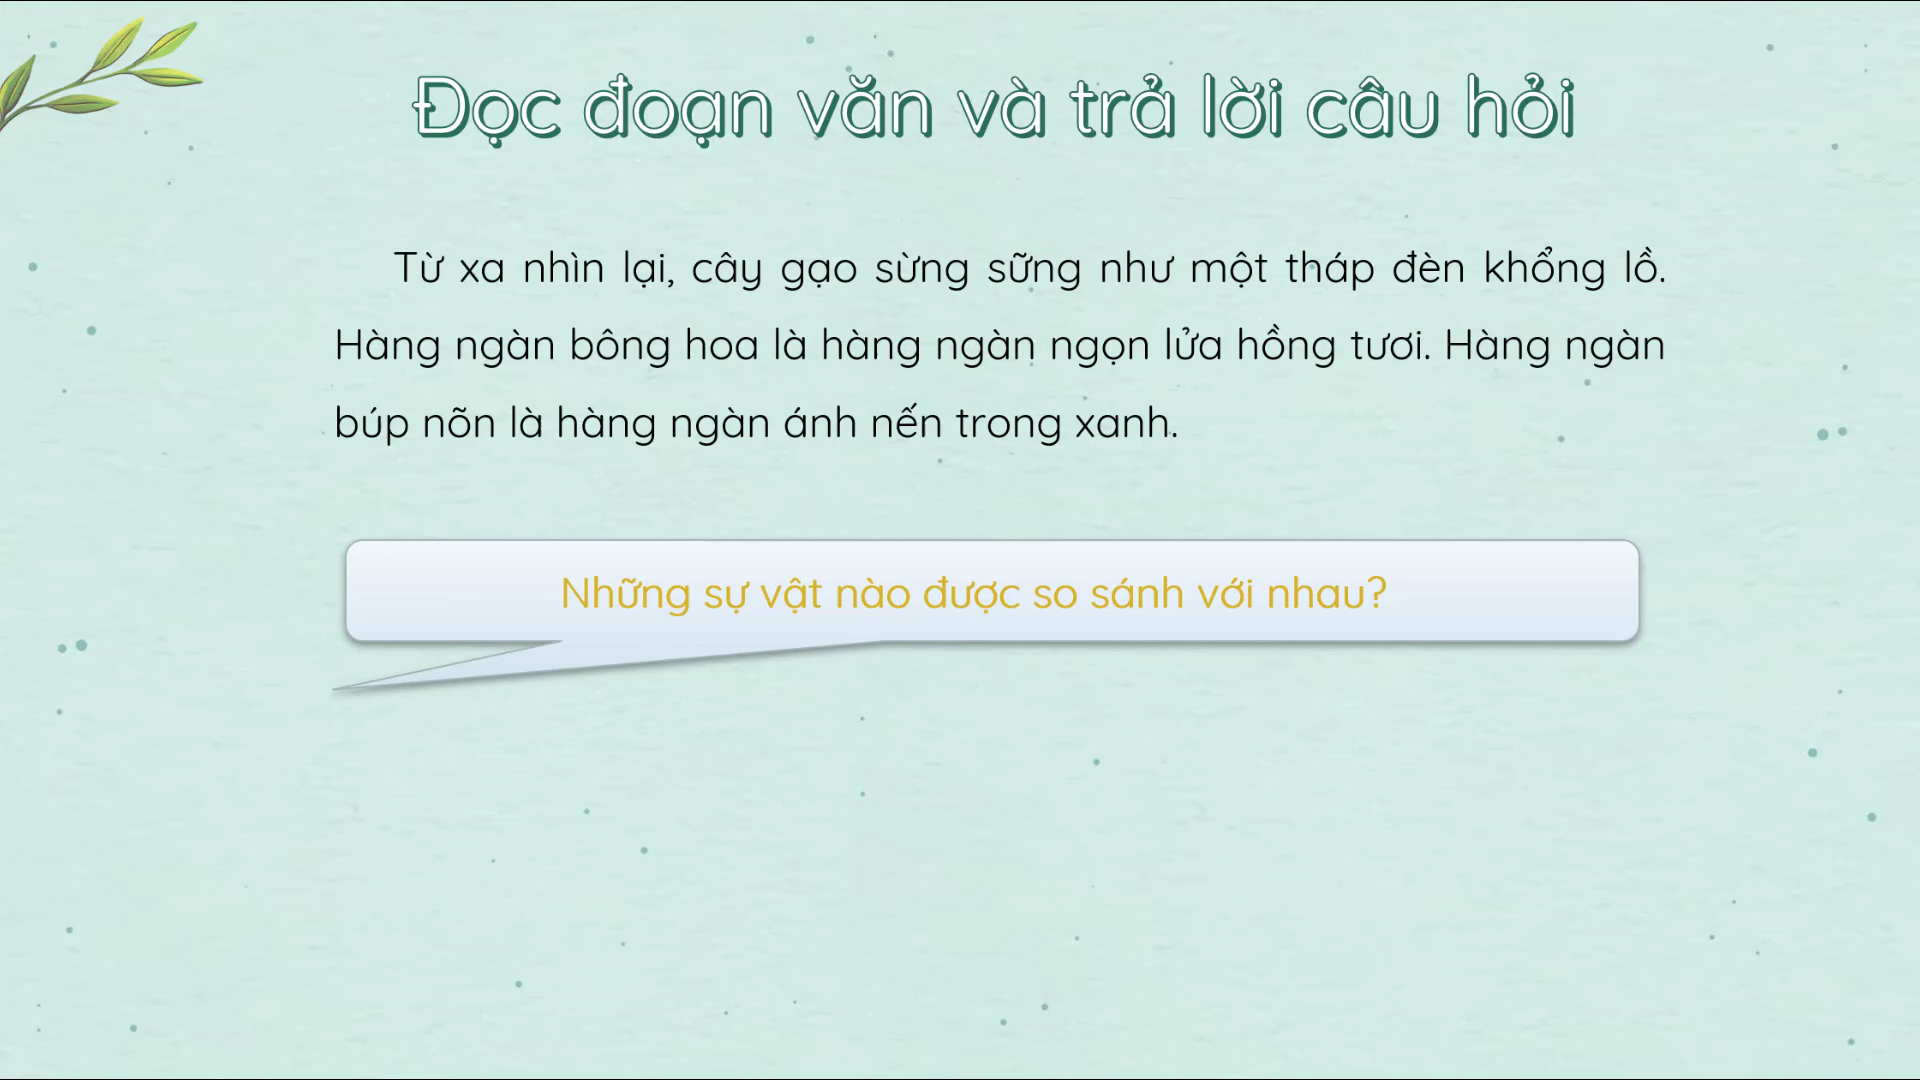 Đọc đoạn văn và trả lời câu hỏi
Từ xa nhìn lại, cây gạo sừng sững như một tháp đèn khổng lồ.
Hàng ngàn bông hoa là hàng ngàn ngọn lửa hồng tươi. Hàng ngàn
búp nõn là hàng ngàn ánh nến trong xanh.
Những sự vật nào được so sánh với nhau?